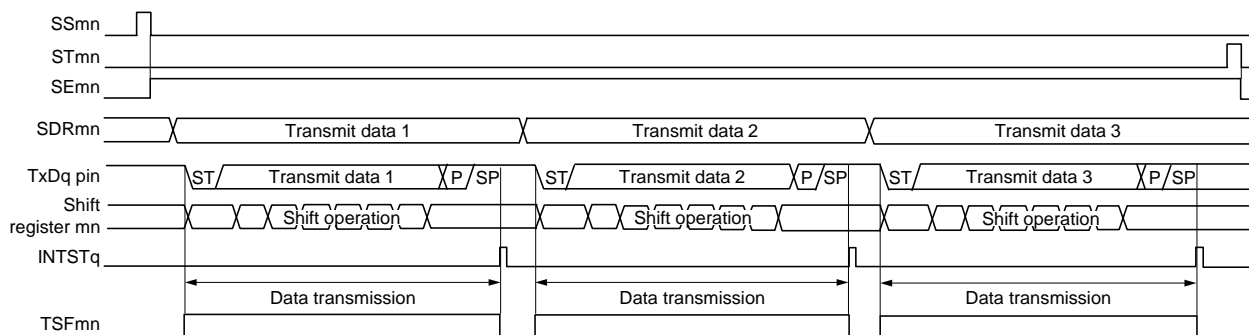 SSmn
STmn
SEmn
SDRmn Transmit data 1 Transmit data 2 Transmit data 3
TxDq pin ST Transmit data 1 P SP ST Transmit data 2 P SP ST Transmit data 3 P SP
Shift
register mn Shift operation Shift operation Shift operation
INTSTq
Data transmission Data transmission Data transmission
TSFmn